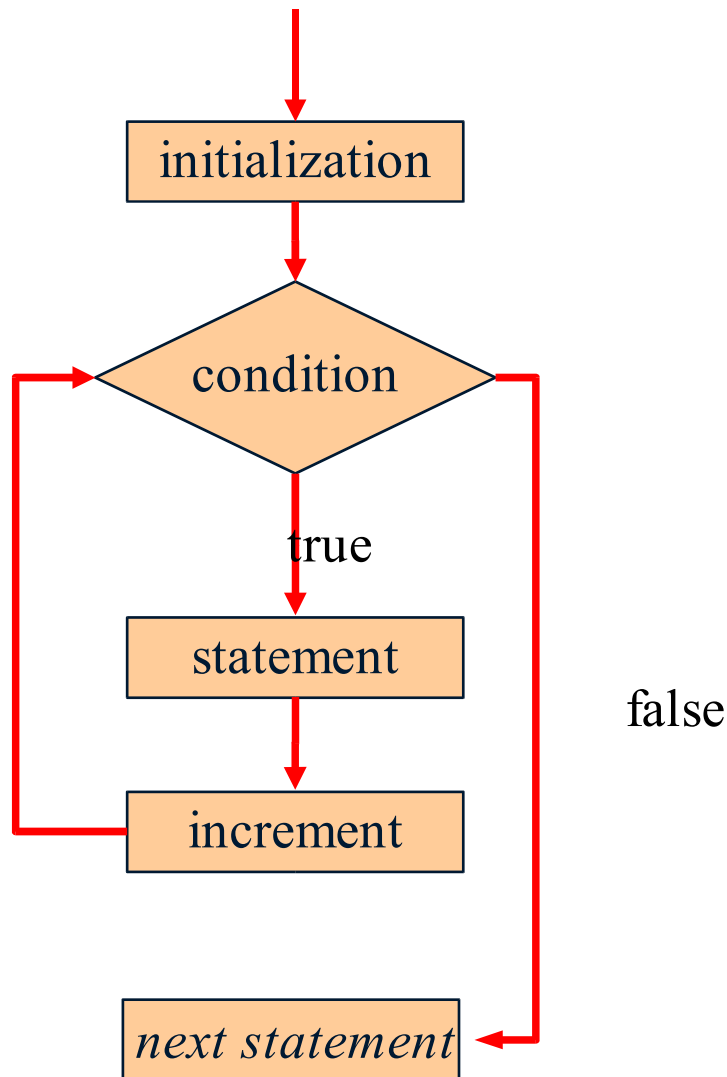 initialization
condition
true
statement
false
increment
next statement